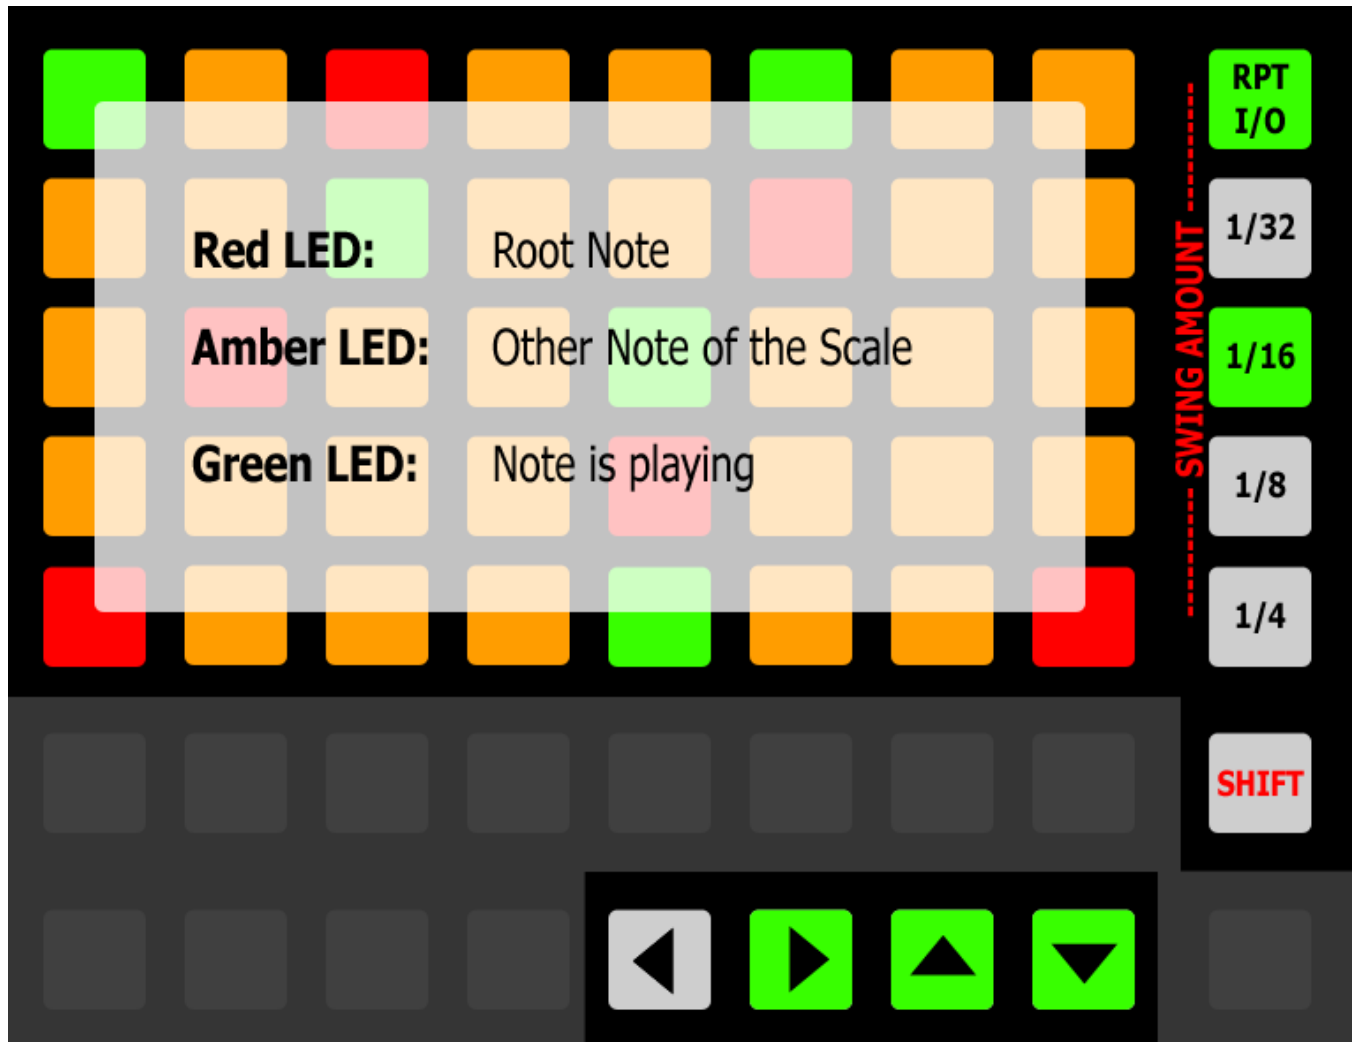 RPT
I/O
1/32
Red LED: Root Note
Amber LED: Other Note of the Scale
1/16
Green LED: Note is playing
1/8
1/4
SWING AMOUNT
SHIFT